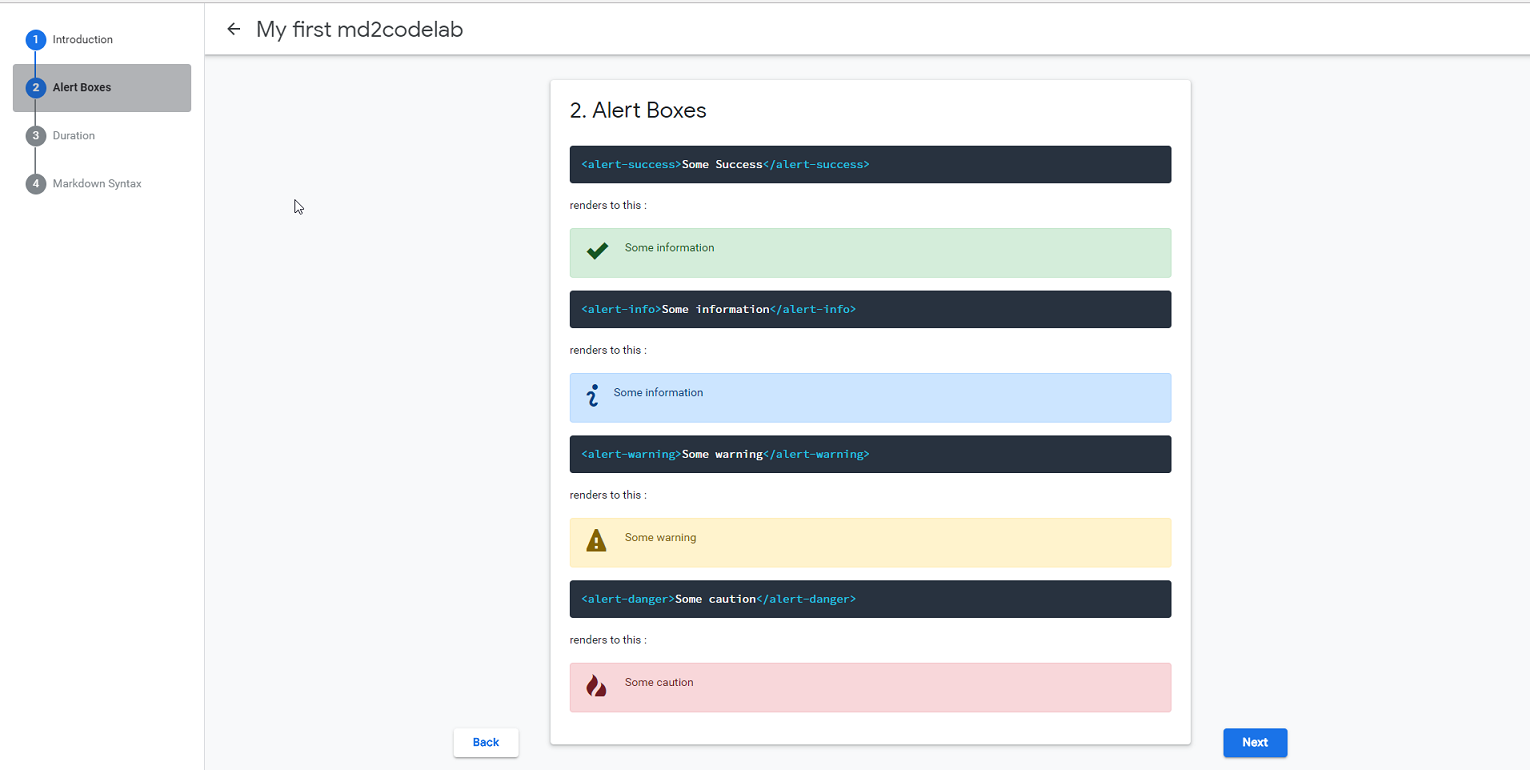 1 Introduction
2 Alert Boxes
3 Duration
4 Markdown Syntax
My first md2codelab
2. Alert Boxes
<alert-success>Some Success</alert-success>
renders to this :
Some information
<alert-info>Some information</alert-info>
renders to this :
Some information
<alert-warning>Some warning</alert-warning>
renders to this :
Some warning
<alert-danger>Some caution</alert-danger>
renders to this :
Some caution
Back
Next